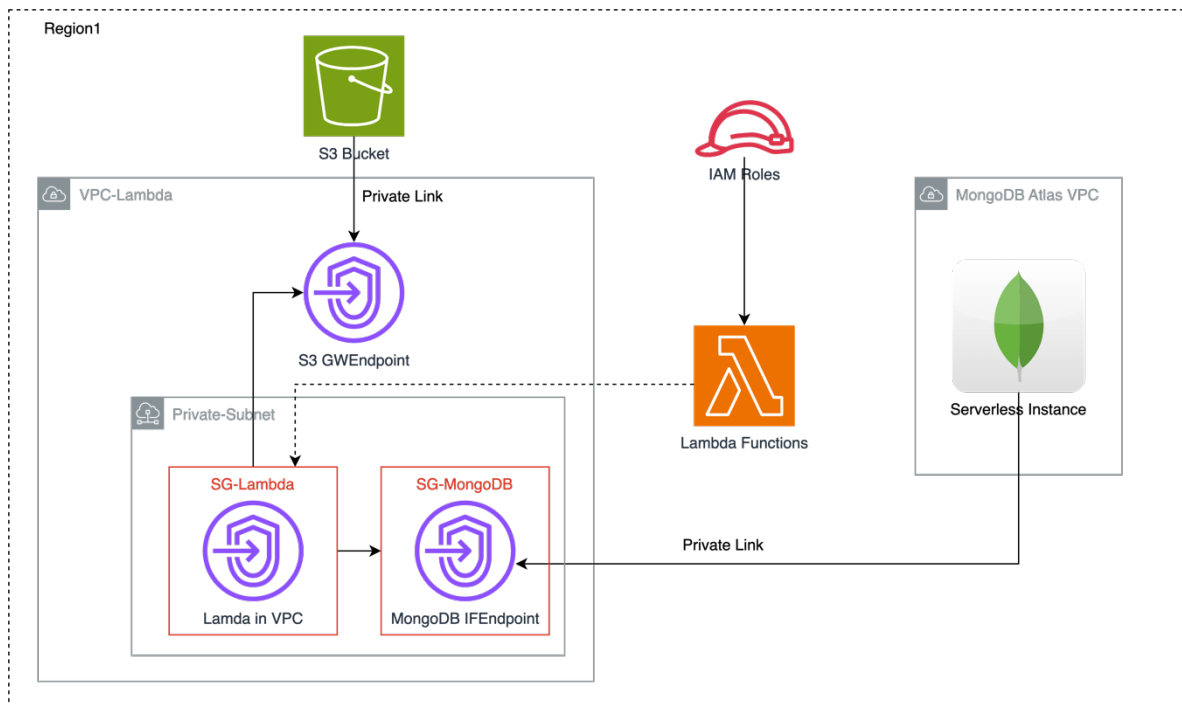 Region1
S3 Bucket
IAM Roles
VPC-Lambda
Private Link
MongoDB Atlas VPC
S3 GWEndpoint
Serverless Instance
Private-Subnet
Lambda Functions
SG-Lambda
SG-MongoDB
Private Link
Lamda in VPC
MongoDB IFEndpoint